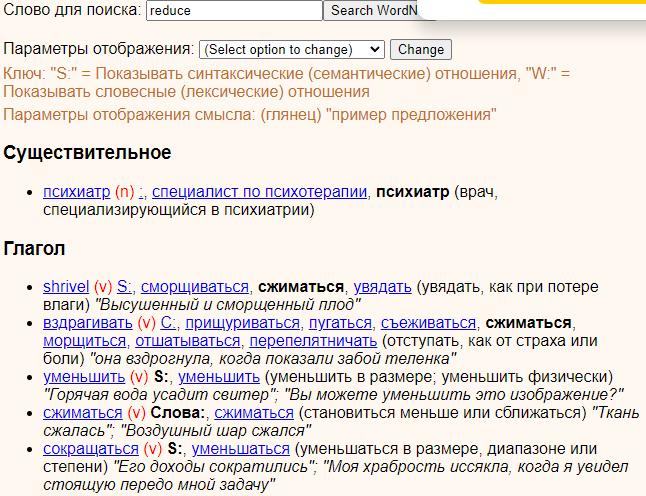 Слово для поиска: reduce Search WordN
Параметры отображения: (Select option to change) Change
Ключ: "S:" = Показывать синтаксические (семантические) отношения, "W:" =
Показывать словесные (лексические) отношения
Параметры отображения смысла: (глянец) "пример предложения"
Существительное
• психиатр (n) :, специалист по психотерапии, психиатр (врач,
специализирующийся в психиатрии)
Глагол
• shrivel (v) S:, сморщиваться, сжиматься, увядать (увядать, как при потере
влаги) "Высушенный и сморщенный плод"
• вздрагивать (v) С:, прищуриваться, пугаться, съеживаться, сжиматься,
морщиться, отшатываться, перепелятничать (отступать, как от страха или
боли) "она вздрогнула, когда показали забой теленка"
• уменьшить (v) S:, уменьшить (уменьшить в размере; уменьшить физически)
"Горячая вода усадит свитер"; "Вы можете уменьшить это изображение?"
• сжиматься (v) Слова:, сжиматься (становиться меньше или сближаться) "Ткань
сжалась"; "Воздушный шар сжался"
• сокращаться (v) S:, уменьшаться (уменьшаться в размере, диапазоне или
степени) "Его доходы сократились"; "Моя храбрость иссякла, когда я увидел
стоящую передо мной задачу"